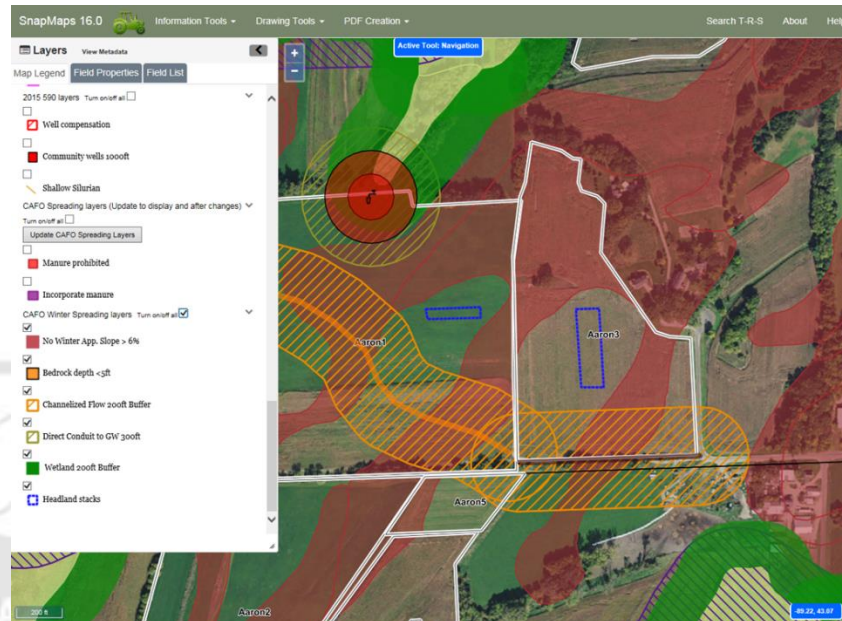 SnapMaps 16.0 Information Tools Drawing Tools PDF Creation Search T-R-S About Help
Layers View Metadata
Active Tool: Navigation
+
-
Map Legend Field Properties Field List
2015 590 layers Turn on/off all
Well compensation
Community wells 1000ft
Shallow Silurian
CAFO Spreading layers (Update to display and after changes)
Turn on/off all
Update CAFO Spreading Layers
Manure prohibited
Incorporate manure
CAFO Winter Spreading layers Turn on/off all
No Winter App. Slope > 6%
Bedrock depth <5ft
Channelized Flow 200ft Buffer
Direct Conduit to GW 300ft
Wetland 200ft Buffer
Headland stacks
Aaron1
Aaron3
Aaron5
Aaron2
200 ft
-89.22, 43.07